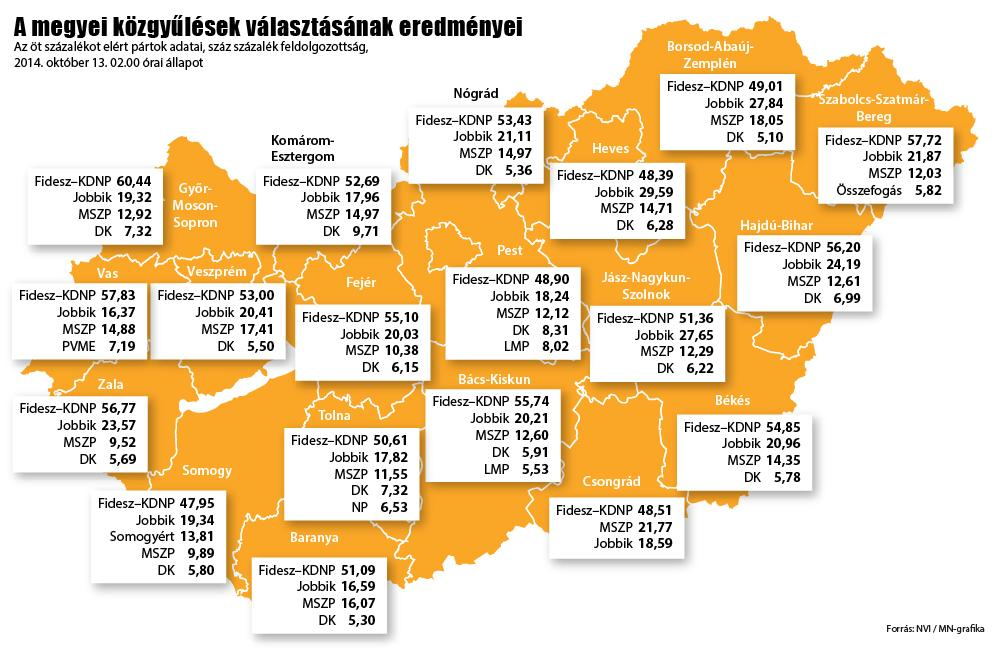 A megyei közgyűlések választásának eredményei
Az öt százalékot elért pártok adatai, száz százalék feldolgozottság,
2014. október 13. 02.00 órai állapot
Borsod-Abaúj-
Zemplén
Fidesz–KDNP 49,01
Jobbik 27,84
MSZP 18,05
DK 5,10
Szabolcs-Szatmár-
Bereg
Fidesz–KDNP 57,72
Jobbik 21,87
MSZP 12,03
Összefogás 5,82
Nógrád
Fidesz–KDNP 53,43
Jobbik 21,11
MSZP 14,97
DK 5,36
Heves
Fidesz–KDNP 48,39
Jobbik 29,59
MSZP 14,71
DK 6,28
Komárom-
Esztergom
Fidesz–KDNP 52,69
Jobbik 17,96
MSZP 14,97
DK 9,71
Győr-
Moson-
Sopron
Fidesz–KDNP 60,44
Jobbik 19,32
MSZP 12,92
DK 7,32
Hajdú-Bihar
Fidesz–KDNP 56,20
Jobbik 24,19
MSZP 12,61
DK 6,99
Vas
Fidesz–KDNP 57,83
Jobbik 16,37
MSZP 14,88
PVME 7,19
Veszprém
Fidesz–KDNP 53,00
Jobbik 20,41
MSZP 17,41
DK 5,50
Fejér
Fidesz–KDNP 55,10
Jobbik 20,03
MSZP 10,38
DK 6,15
Pest
Fidesz–KDNP 48,90
Jobbik 18,24
MSZP 12,12
DK 8,31
LMP 8,02
Jász-Nagykun-
Szolnok
Fidesz–KDNP 51,36
Jobbik 27,65
MSZP 12,29
DK 6,22
Zala
Fidesz–KDNP 56,77
Jobbik 23,57
MSZP 9,52
DK 5,69
Tolna
Fidesz–KDNP 50,61
Jobbik 17,82
MSZP 11,55
DK 7,32
NP 6,53
Bács-Kiskun
Fidesz–KDNP 55,74
Jobbik 20,21
MSZP 12,60
DK 5,91
LMP 5,53
Békés
Fidesz–KDNP 54,85
Jobbik 20,96
MSZP 14,35
DK 5,78
Somogy
Fidesz–KDNP 47,95
Jobbik 19,34
Somogyért 13,81
MSZP 9,89
DK 5,80
Csongrád
Fidesz–KDNP 48,51
MSZP 21,77
Jobbik 18,59
Baranya
Fidesz–KDNP 51,09
Jobbik 16,59
MSZP 16,07
DK 5,30
Forrás: NVI / MN-grafika